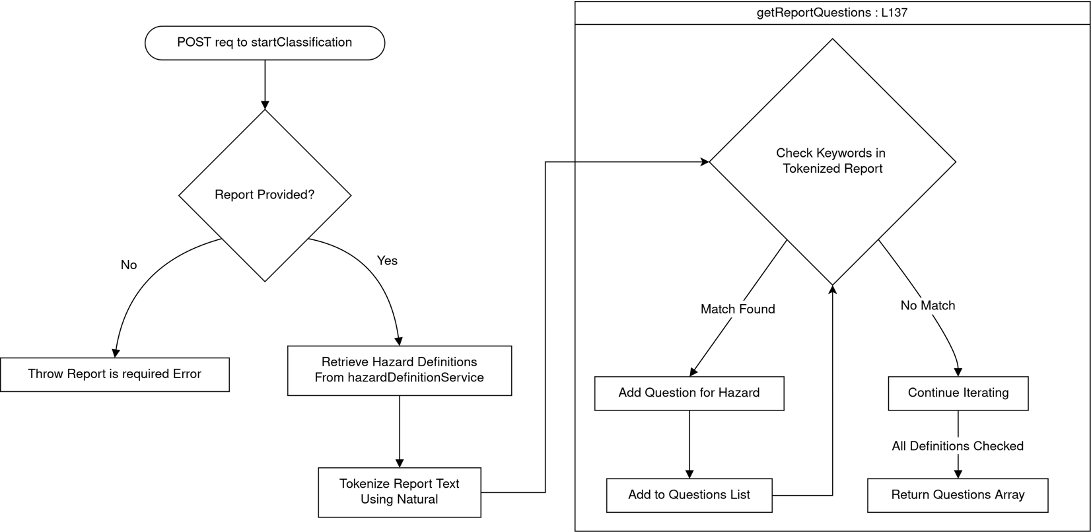 getReportQuestions : L137
POST req to startClassification
Report Provided?
No
Yes
Throw Report is required Error
Retrieve Hazard Definitions
From hazardDefinitionService
Tokenize Report Text
Using Natural
Check Keywords in
Tokenized Report
Match Found
No Match
Add Question for Hazard
Continue Iterating
All Definitions Checked
Add to Questions List
Return Questions Array